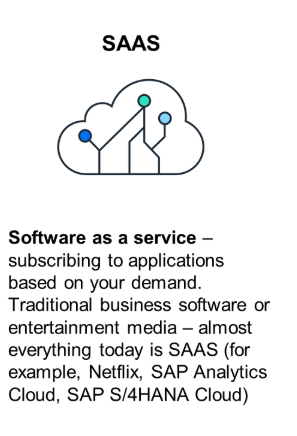 SAAS
Software as a service –
subscribing to applications
based on your demand.
Traditional business software or
entertainment media – almost
everything today is SAAS (for
example, Netflix, SAP Analytics
Cloud, SAP S/4HANA Cloud)